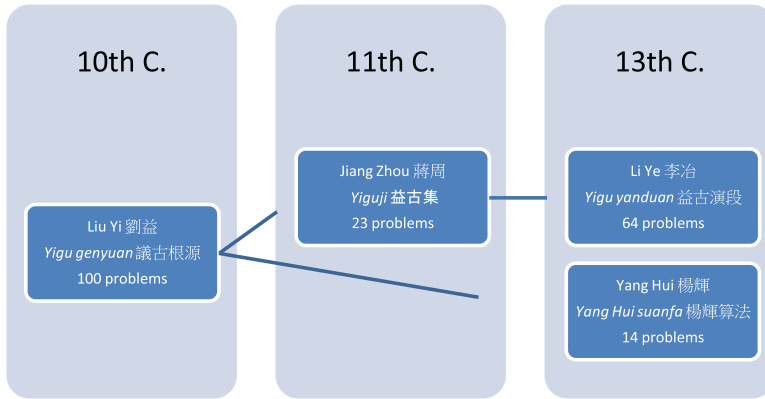 10th C.
Liu Yi 劉益
Yigu genyuan 議古根源
100 problems
11th C.
Jiang Zhou 蔣周
Yiguji 益古集
23 problems
13th C.
Li Ye 李冶
Yigu yanduan 益古演段
64 problems
Yang Hui 楊輝
Yang Hui suanfa 楊輝算法
14 problems